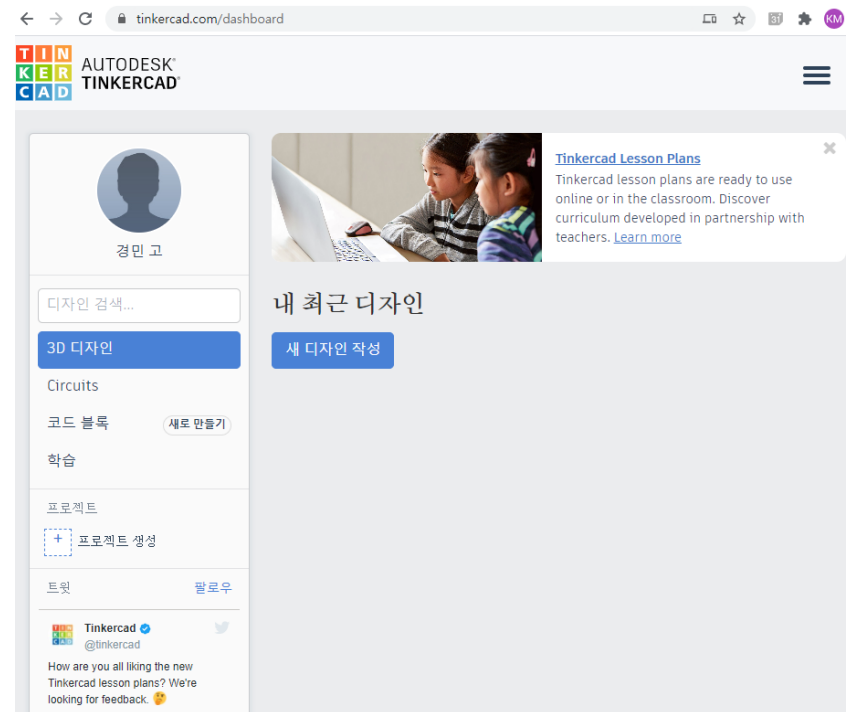 tinkercad.com/dashboard
31
KM
TIN
KER
CAD
AUTODESK®
TINKERCAD®
경민 고
디자인 검색...
3D 디자인
Circuits
코드 블록
새로 만들기
학습
프로젝트
+ 프로젝트 생성
트윗
팔로우
TIN
KER
CAD
Tinkercad
@tinkercad
How are you all liking the new
Tinkercad lesson plans? We're
looking for feedback. 🤔
Tinkercad Lesson Plans
Tinkercad lesson plans are ready to use
online or in the classroom. Discover
curriculum developed in partnership with
teachers. Learn more
내 최근 디자인
새 디자인 작성